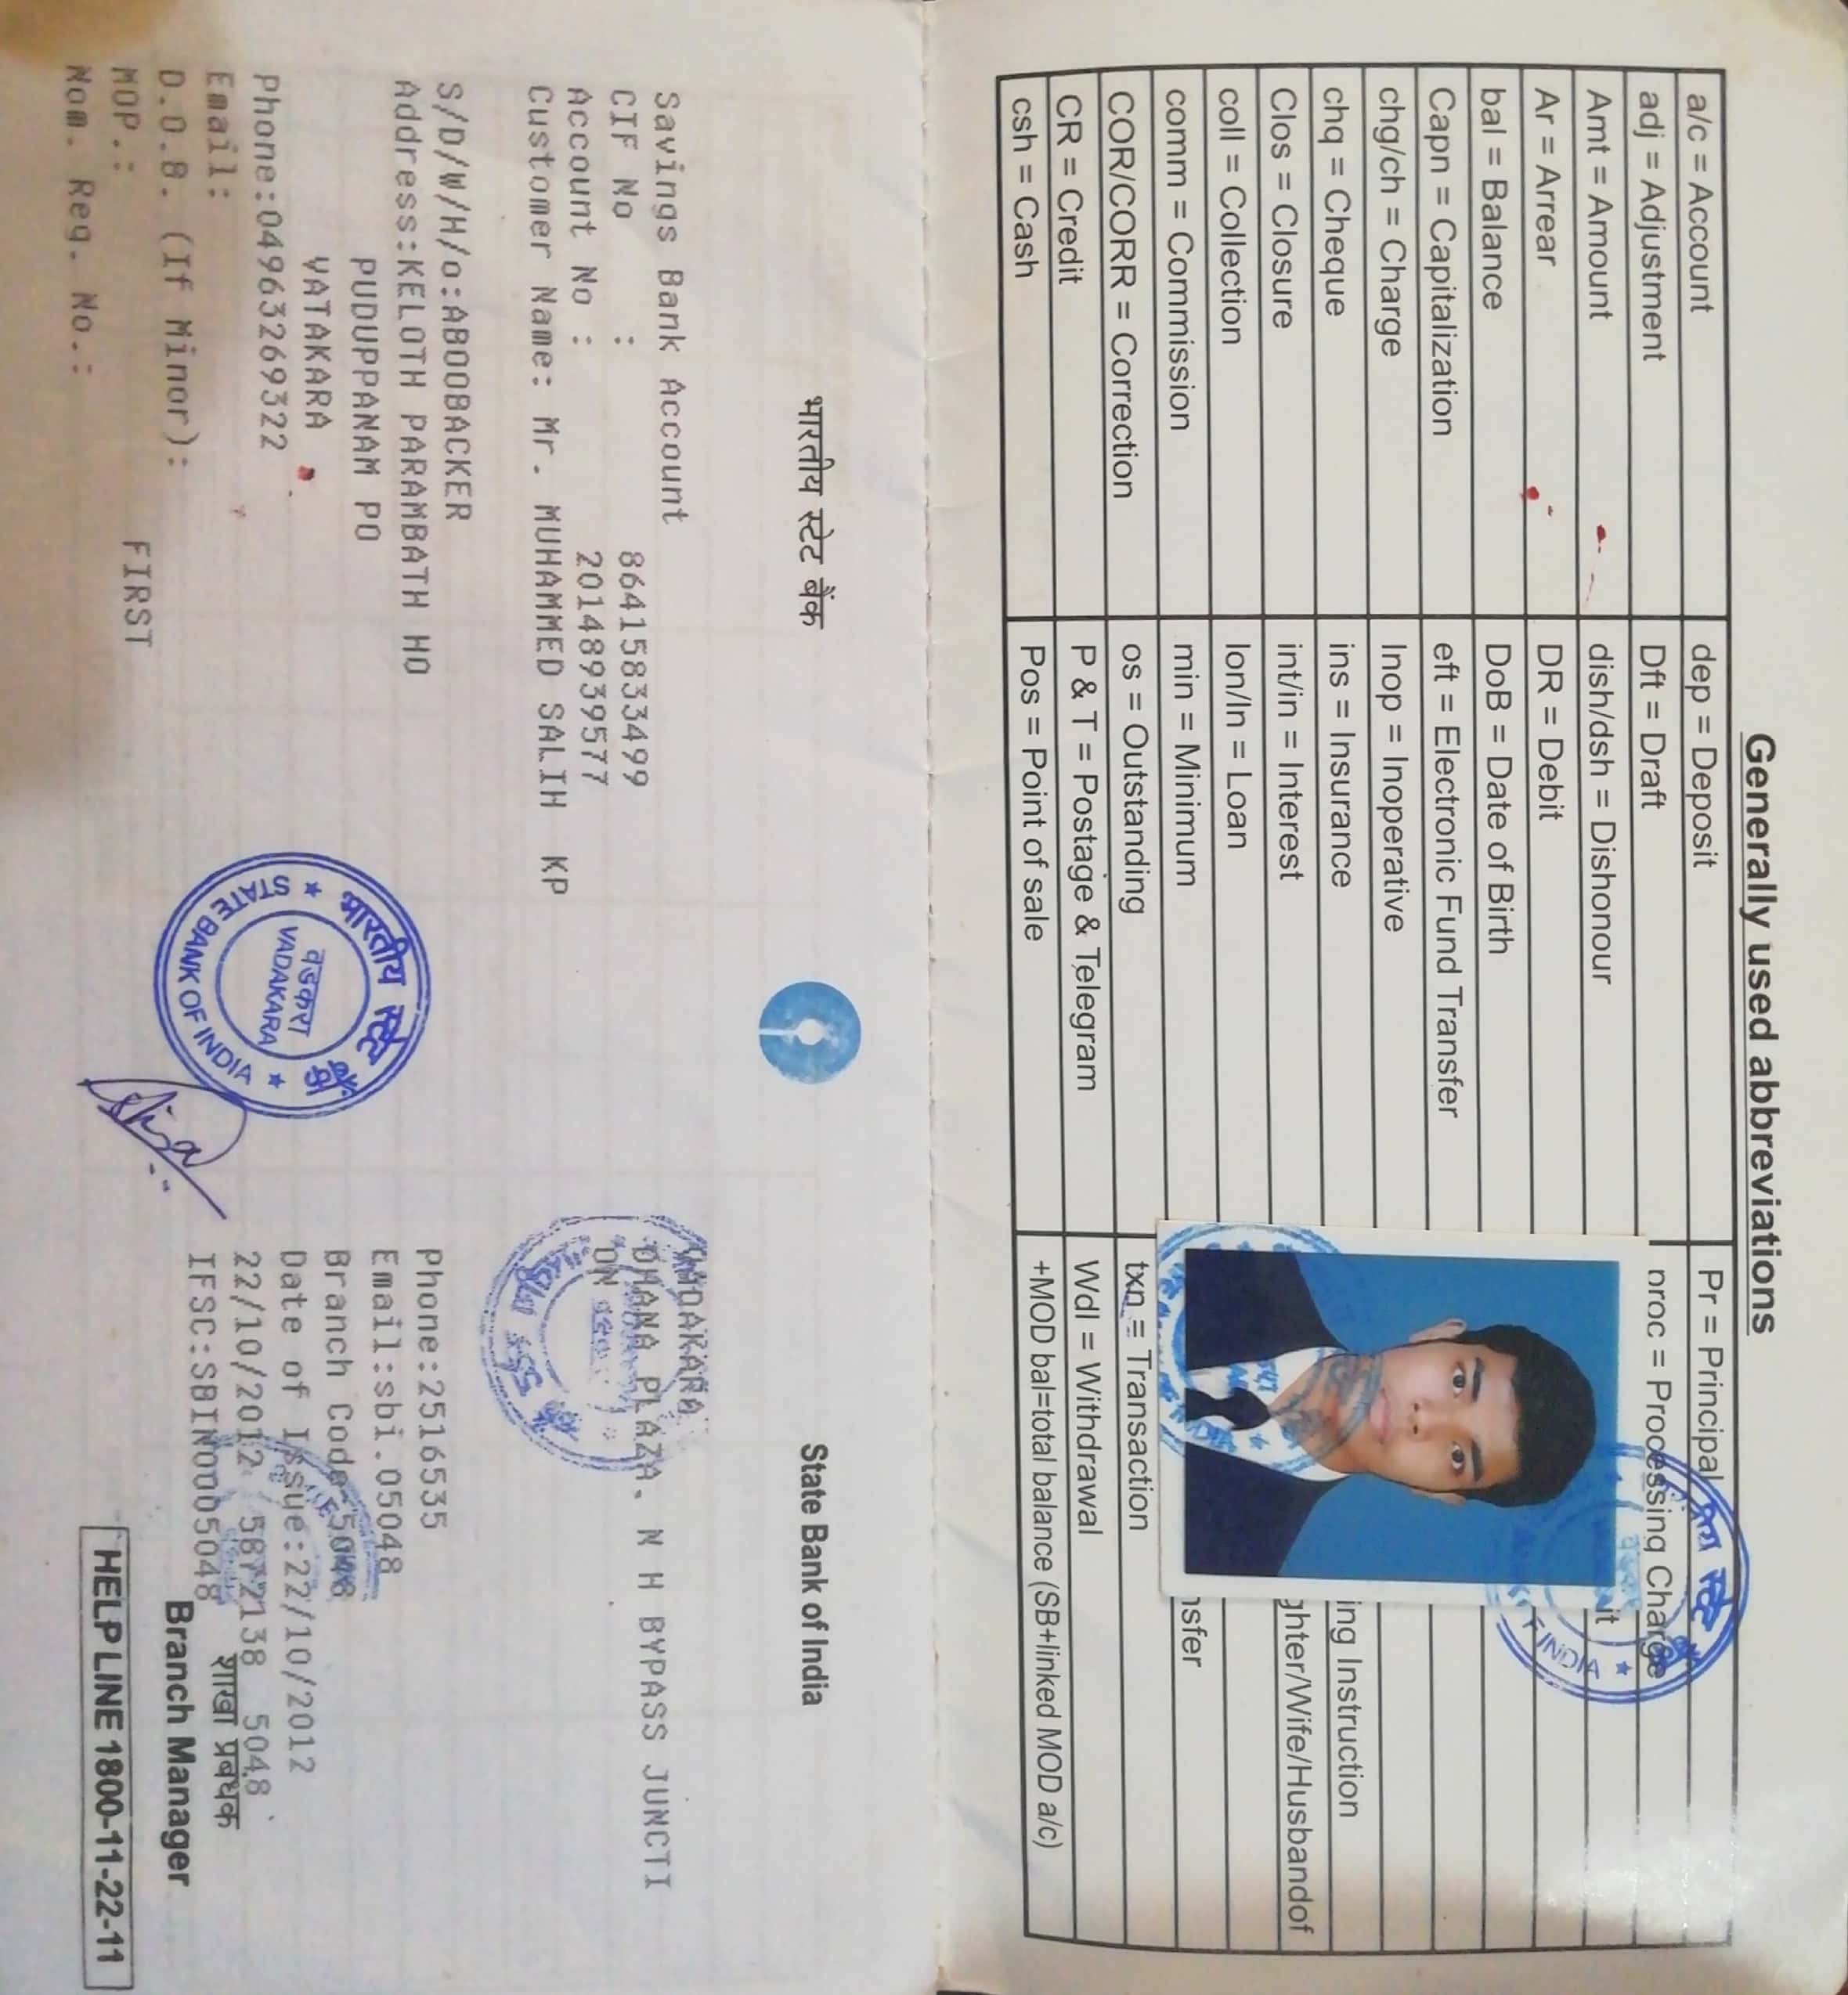 Generally used abbreviations
a/c = Account dep = Deposit Pr = Principal
adj = Adjustment Dft = Draft proc = Processing Charge
Amt = Amount dish/dsh = Dishonour it
Ar = Arrear DR = Debit
bal = Balance DoB = Date of Birth
Capn = Capitalization eft = Electronic Fund Transfer
chg/ch = Charge Inop = Inoperative
chq = Cheque ins = Insurance ing Instruction
Clos = Closure int/in = Interest ghter/Wife/Husbandof
coll = Collection lon/ln = Loan
comm = Commission min = Minimum nsfer
COR/CORR = Correction os = Outstanding txn = Transaction
CR = Credit P & T = Postage & Telegram Wdl = Withdrawal
csh = Cash Pos = Point of sale +MOD bal=total balance (SB+linked MOD a/c)
F INDIA
भारतीय स्टेट बैंक State Bank of India
Savings Bank Account
CIF No : 86415833499
Account No : 20148939577
Customer Name: Mr. MUHAMMED SALIH KP
S/D/W/H/o:ABOOBACKER
Address:KELOTH PARAMBATH HO
PUDUPPANAM PO
VATAKARA
Phone:04963269322
Email:
D.O.B. (If Minor):
MOP.: FIRST
Nom. Reg. No.:
भारतीय स्टेट बैंक
वडकरा
VADAKARA
STATE BANK OF INDIA
VADAKARA
DHANA PLAZA, N H BYPASS JUNCTI
ON
Phone:2516535
Email:sbi.05048
Branch Code:5048
Date of Issue:22/10/2012
22/10/2012 5872138 5048
IFSC:SBIN0005048
शाखा प्रबंधक
Branch Manager
HELP LINE 1800-11-22-11